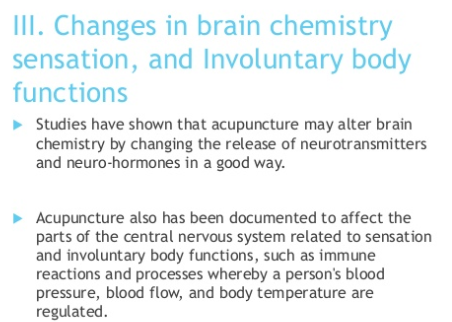 III. Changes in brain chemistry
sensation, and Involuntary body
functions
Studies have shown that acupuncture may alter brain
chemistry by changing the release of neurotransmitters
and neuro-hormones in a good way.
Acupuncture also has been documented to affect the
parts of the central nervous system related to sensation
and involuntary body functions, such as immune
reactions and processes whereby a person's blood
pressure, blood flow, and body temperature are
regulated.